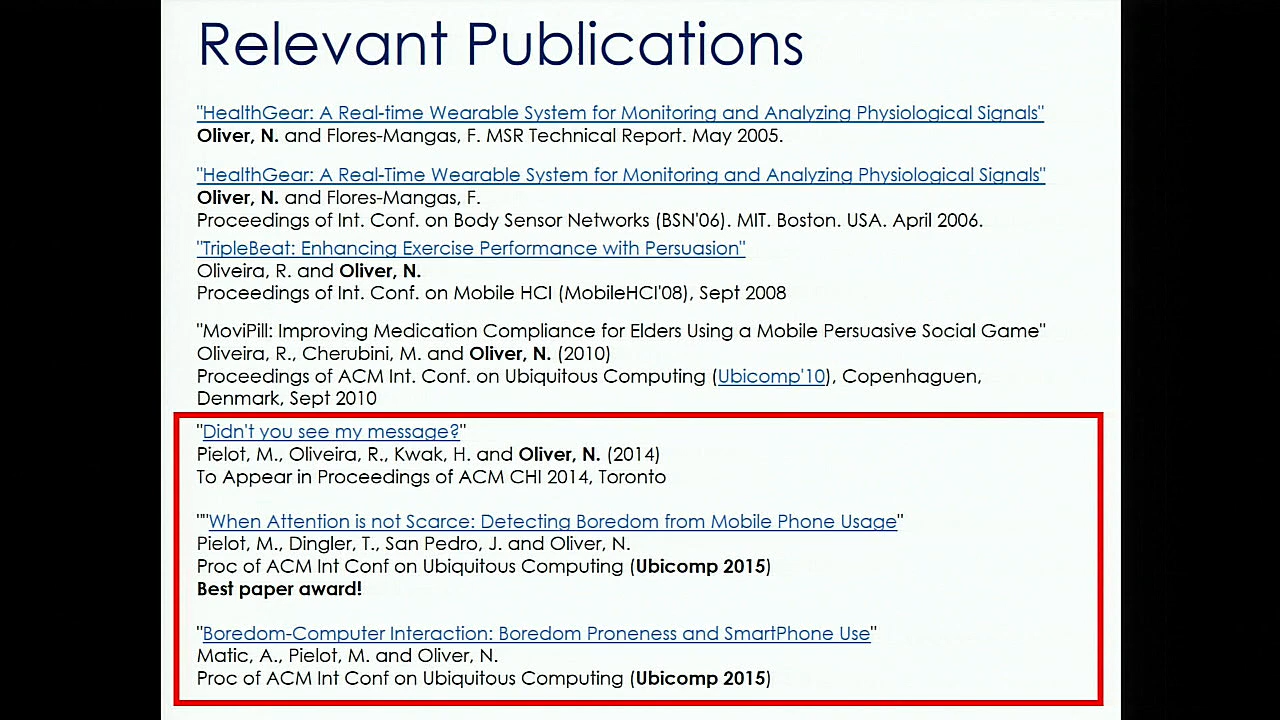 Relevant Publications
"HealthGear: A Real-time Wearable System for Monitoring and Analyzing Physiological Signals"
Oliver, N. and Flores-Mangas, F. MSR Technical Report. May 2005.
"HealthGear: A Real-Time Wearable System for Monitoring and Analyzing Physiological Signals"
Oliver, N. and Flores-Mangas, F.
Proceedings of Int. Conf. on Body Sensor Networks (BSN'06). MIT. Boston. USA. April 2006.
"TripleBeat: Enhancing Exercise Performance with Persuasion"
Oliveira, R. and Oliver, N.
Proceedings of Int. Conf. on Mobile HCI (MobileHCI'08), Sept 2008
"MoviPill: Improving Medication Compliance for Elders Using a Mobile Persuasive Social Game"
Oliveira, R., Cherubini, M. and Oliver, N. (2010)
Proceedings of ACM Int. Conf. on Ubiquitous Computing (Ubicomp'10), Copenhaguen,
Denmark, Sept 2010
"Didn't you see my message?"
Pielot, M., Oliveira, R., Kwak, H. and Oliver, N. (2014)
To Appear in Proceedings of ACM CHI 2014, Toronto
""When Attention is not Scarce: Detecting Boredom from Mobile Phone Usage"
Pielot, M., Dingler, T., San Pedro, J. and Oliver, N.
Proc of ACM Int Conf on Ubiquitous Computing (Ubicomp 2015)
Best paper award!
"Boredom-Computer Interaction: Boredom Proneness and SmartPhone Use"
Matic, A., Pielot, M. and Oliver, N.
Proc of ACM Int Conf on Ubiquitous Computing (Ubicomp 2015)